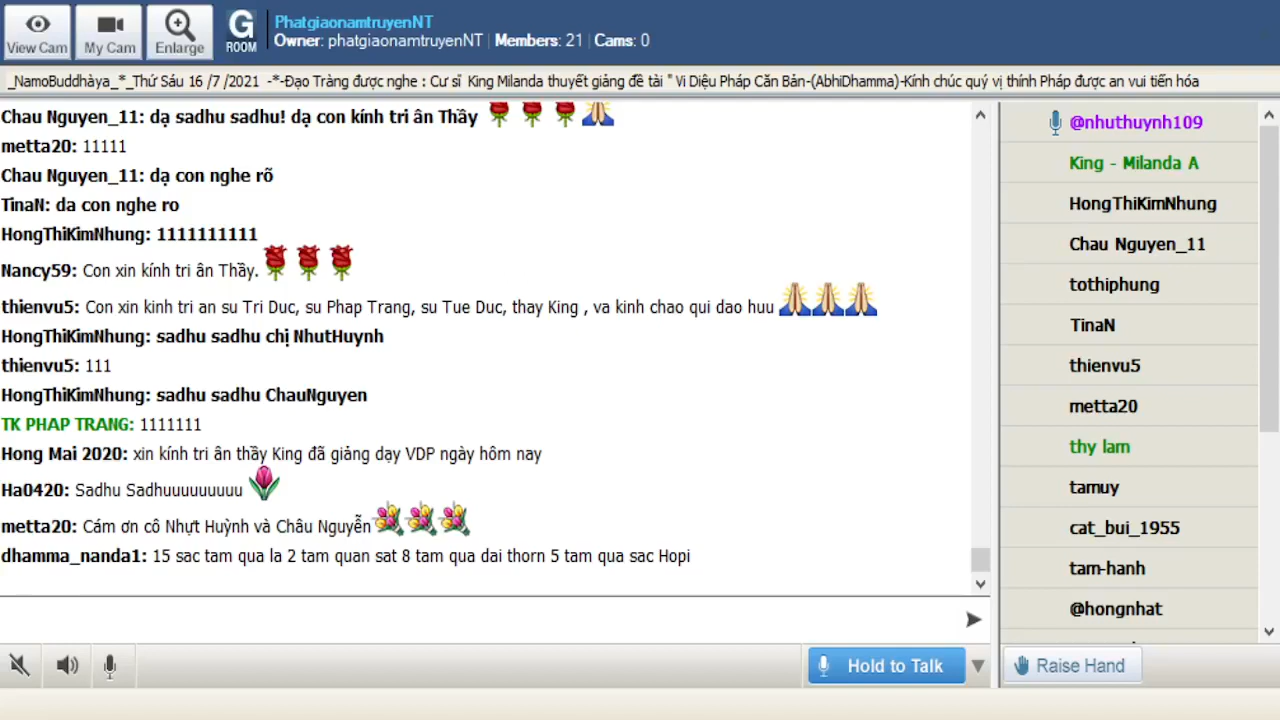 View Cam
My Cam
Enlarge
G
ROOM
PhatgiaonamtruyenNT
Owner: phatgiaonamtruyenNT | Members: 21 | Cams: 0
_NamoBuddhàya_*_Thứ Sáu 16 /7 /2021 -*-Đạo Tràng được nghe : Cư sĩ King Milanda thuyết giảng đề tài " Vi Diệu Pháp Căn Bản-(AbhiDhamma)-Kính chúc quý vị thính Pháp được an vui tiến hóa
Chau Nguyen_11: dạ sadhu sadhu! dạ con kính tri ân Thầy
metta20: 11111
Chau Nguyen_11: dạ con nghe rõ
TinaN: da con nghe ro
HongThiKimNhung: 1111111111
Nancy59: Con xin kính tri ân Thầy.
thienvu5: Con xin kinh tri an su Tri Duc, su Phap Trang, su Tue Duc, thay King , va kinh chao qui dao huu
HongThiKimNhung: sadhu sadhu chị NhutHuynh
thienvu5: 111
HongThiKimNhung: sadhu sadhu ChauNguyen
TK PHAP TRANG: 1111111
Hong Mai 2020: xin kính tri ân thầy King đã giảng dạy VDP ngày hôm nay
Ha0420: Sadhu Sadhuuuuuuuuu
metta20: Cám ơn cô Nhựt Huỳnh và Châu Nguyễn
dhamma_nanda1: 15 sac tam qua la 2 tam quan sat 8 tam qua dai thorn 5 tam qua sac Hopi
@nhuthuynh109
King - Milanda A
HongThiKimNhung
Chau Nguyen_11
tothiphung
TinaN
thienvu5
metta20
thy lam
tamuy
cat_bui_1955
tam-hanh
@hongnhat
Hold to Talk
Raise Hand